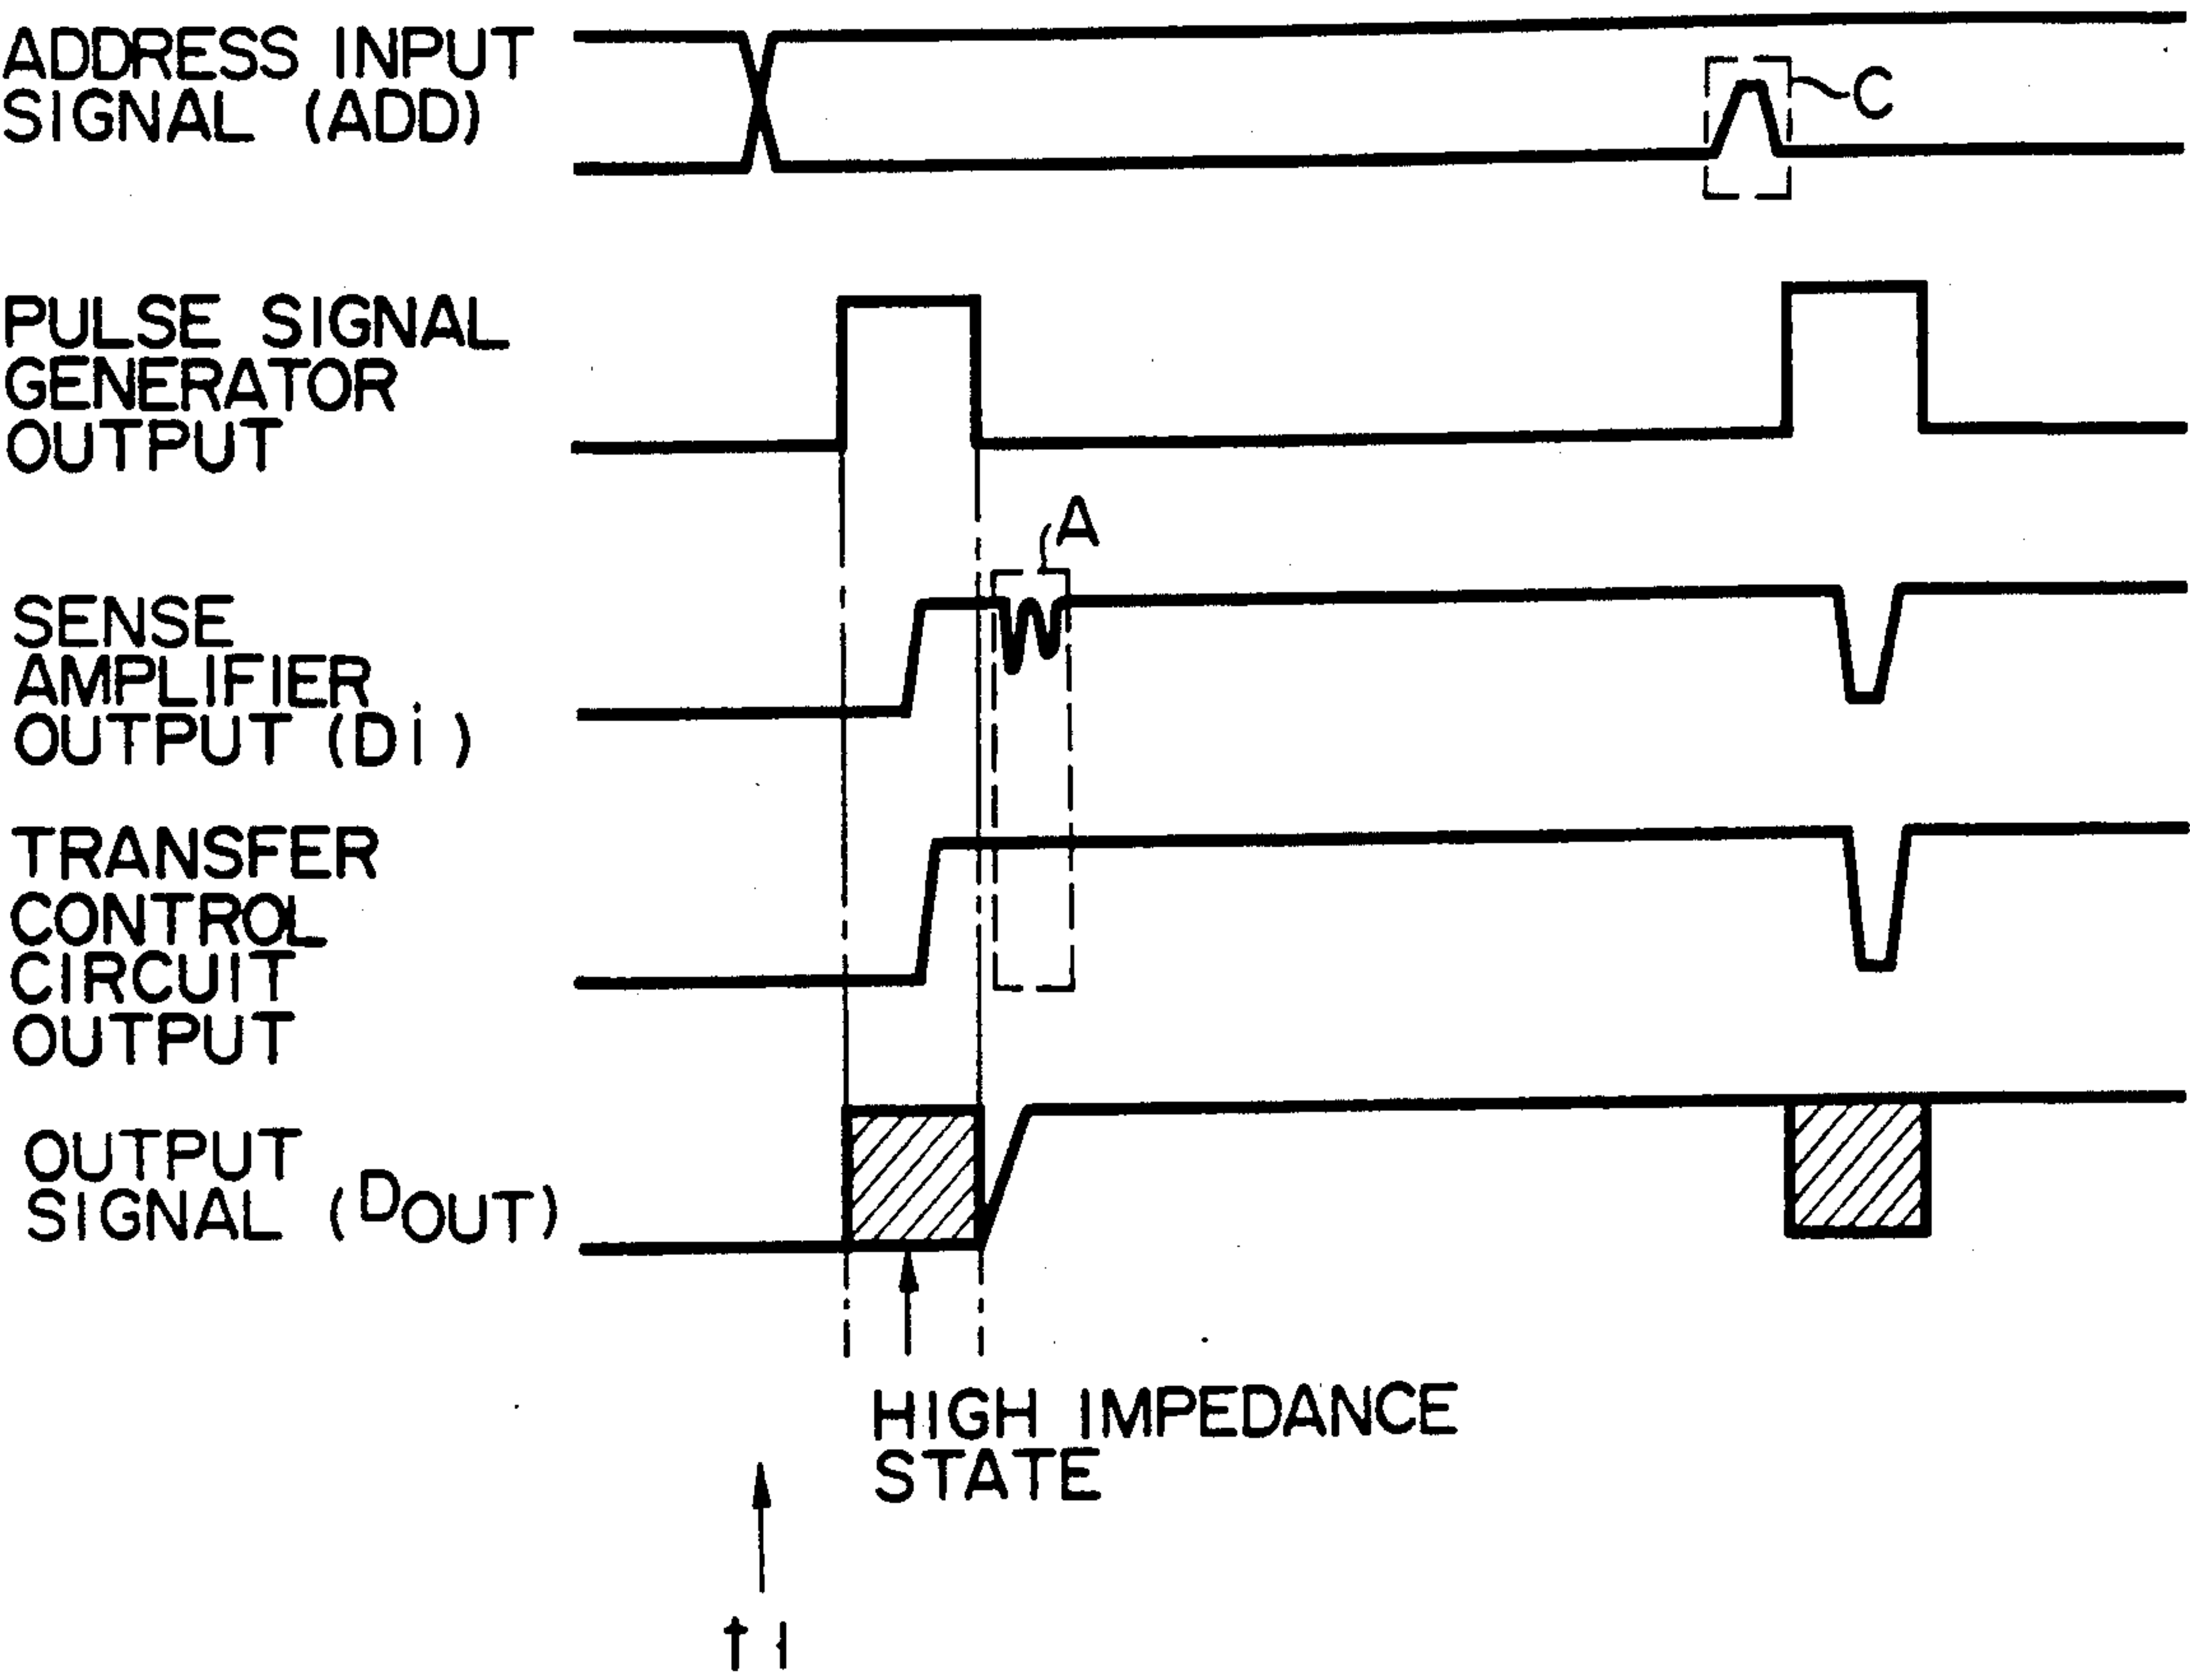 ADDRESS INPUT
SIGNAL (ADD)
C
PULSE SIGNAL
GENERATOR
OUTPUT
A
SENSE
AMPLIFIER
OUTPUT (Di)
TRANSFER
CONTROL
CIRCUIT
OUTPUT
OUTPUT
SIGNAL (DOUT)
HIGH IMPEDANCE
STATE
t1